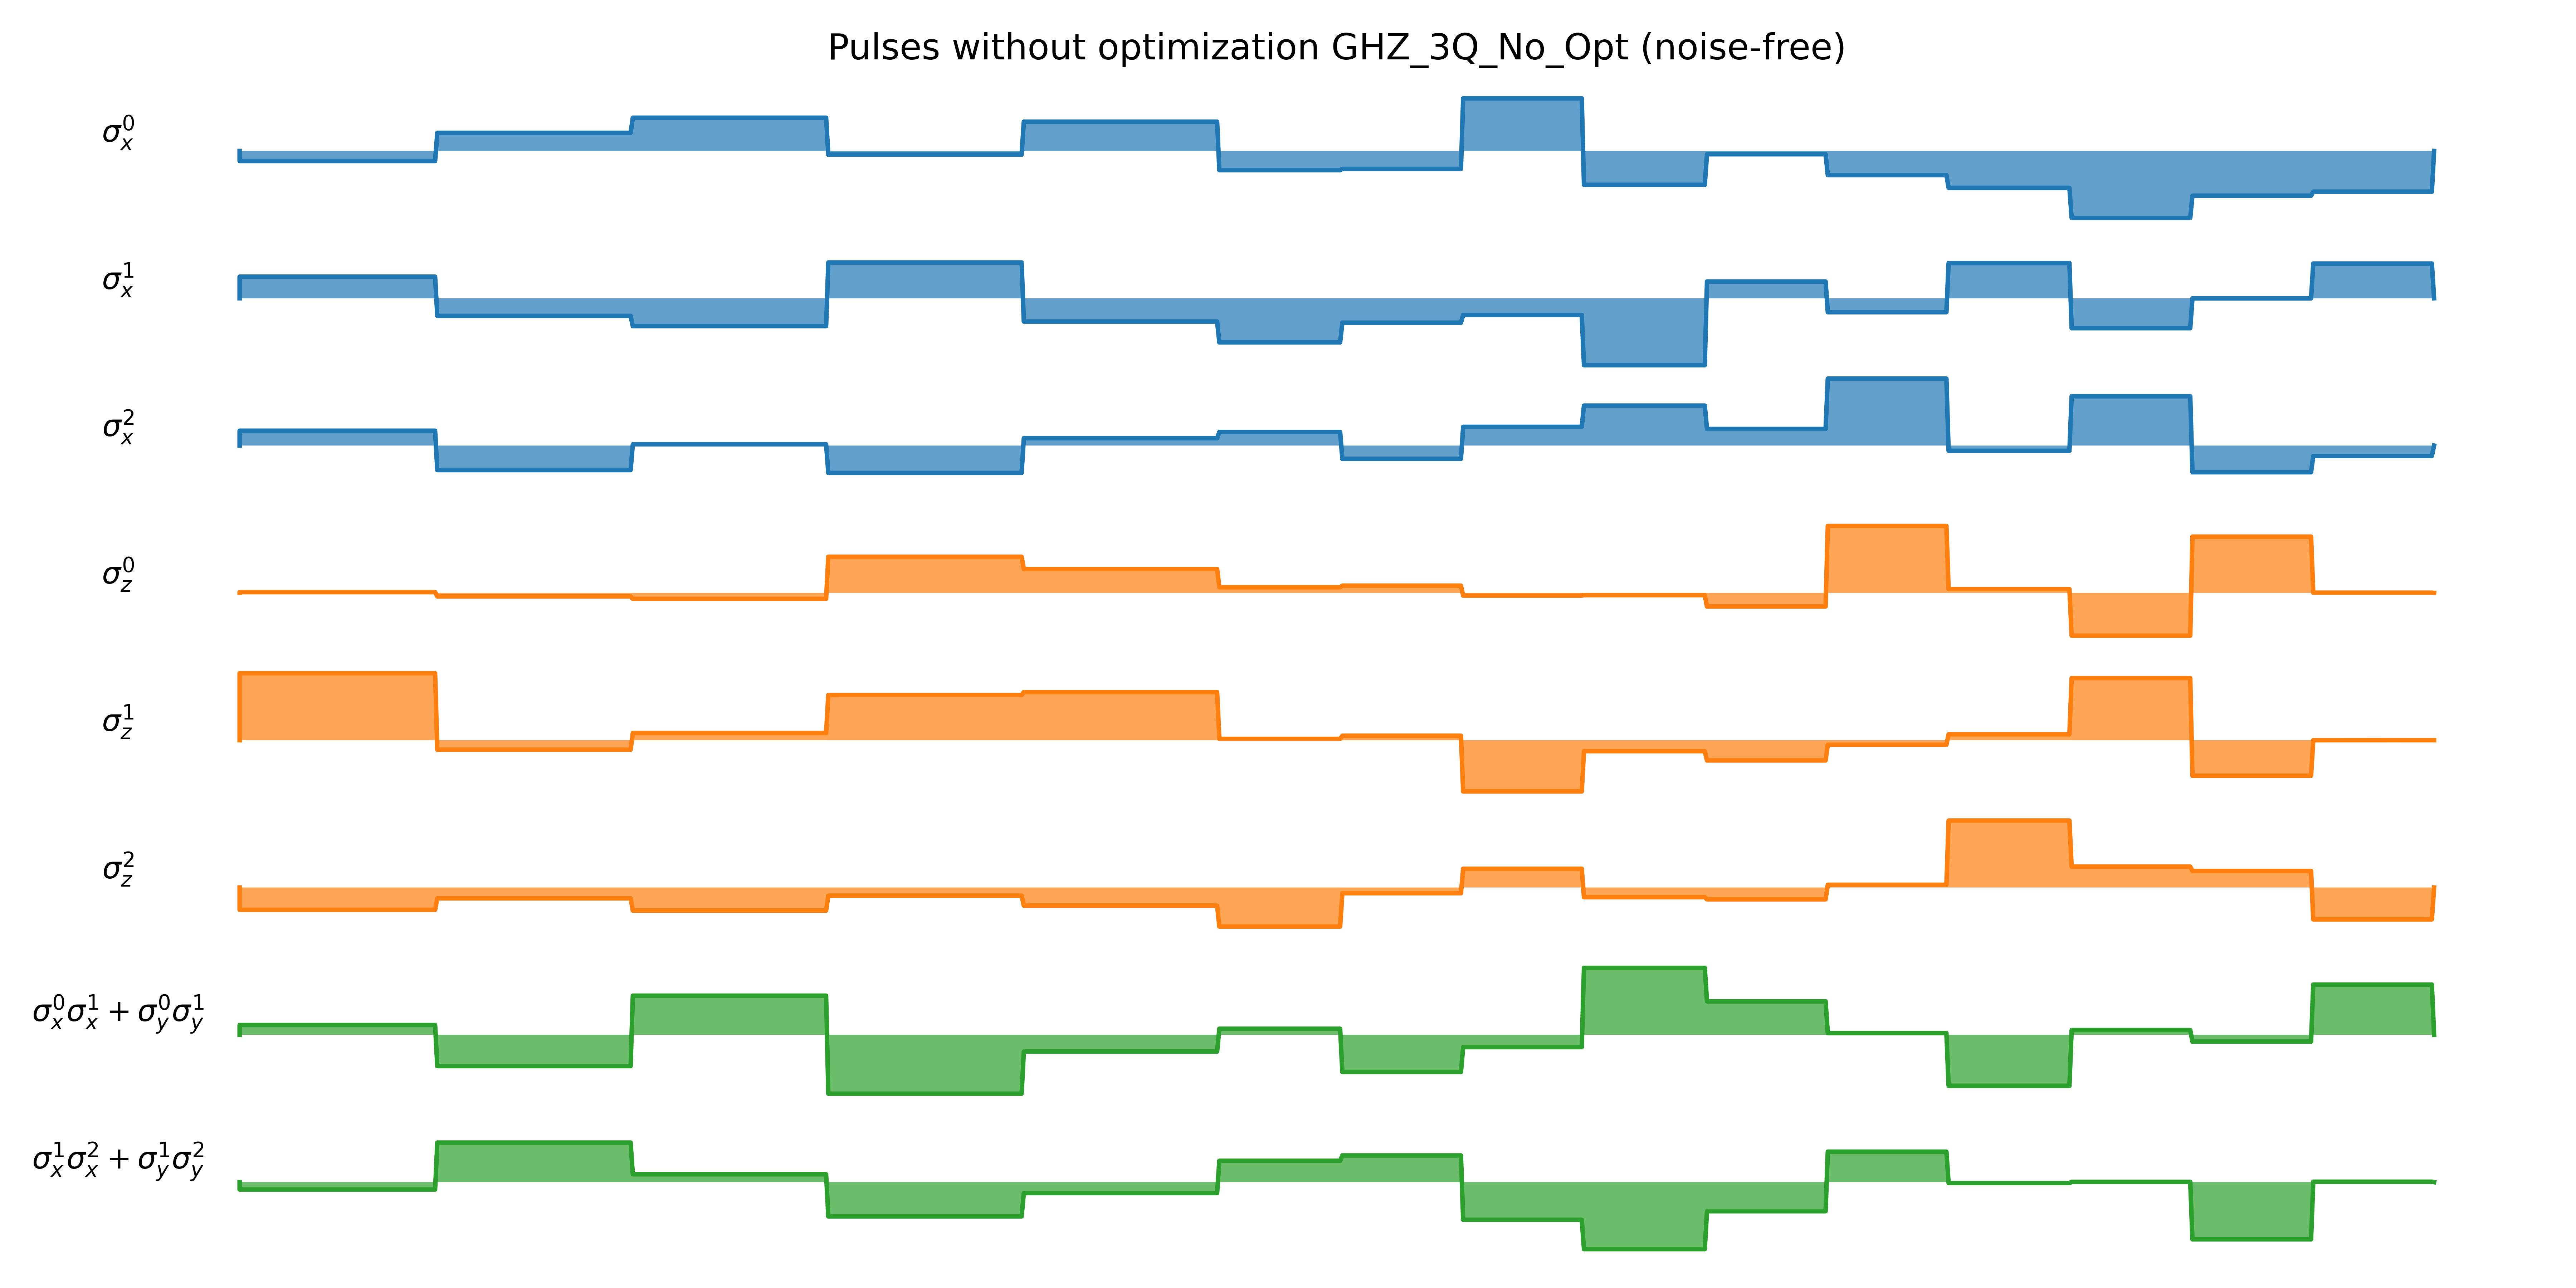 Pulses without optimization GHZ_3Q_No_Opt (noise-free)
σ_x^0
σ_x^1
σ_x^2
σ_z^0
σ_z^1
σ_z^2
σ_x^0σ_x^1 + σ_y^0σ_y^1
σ_x^1σ_x^2 + σ_y^1σ_y^2